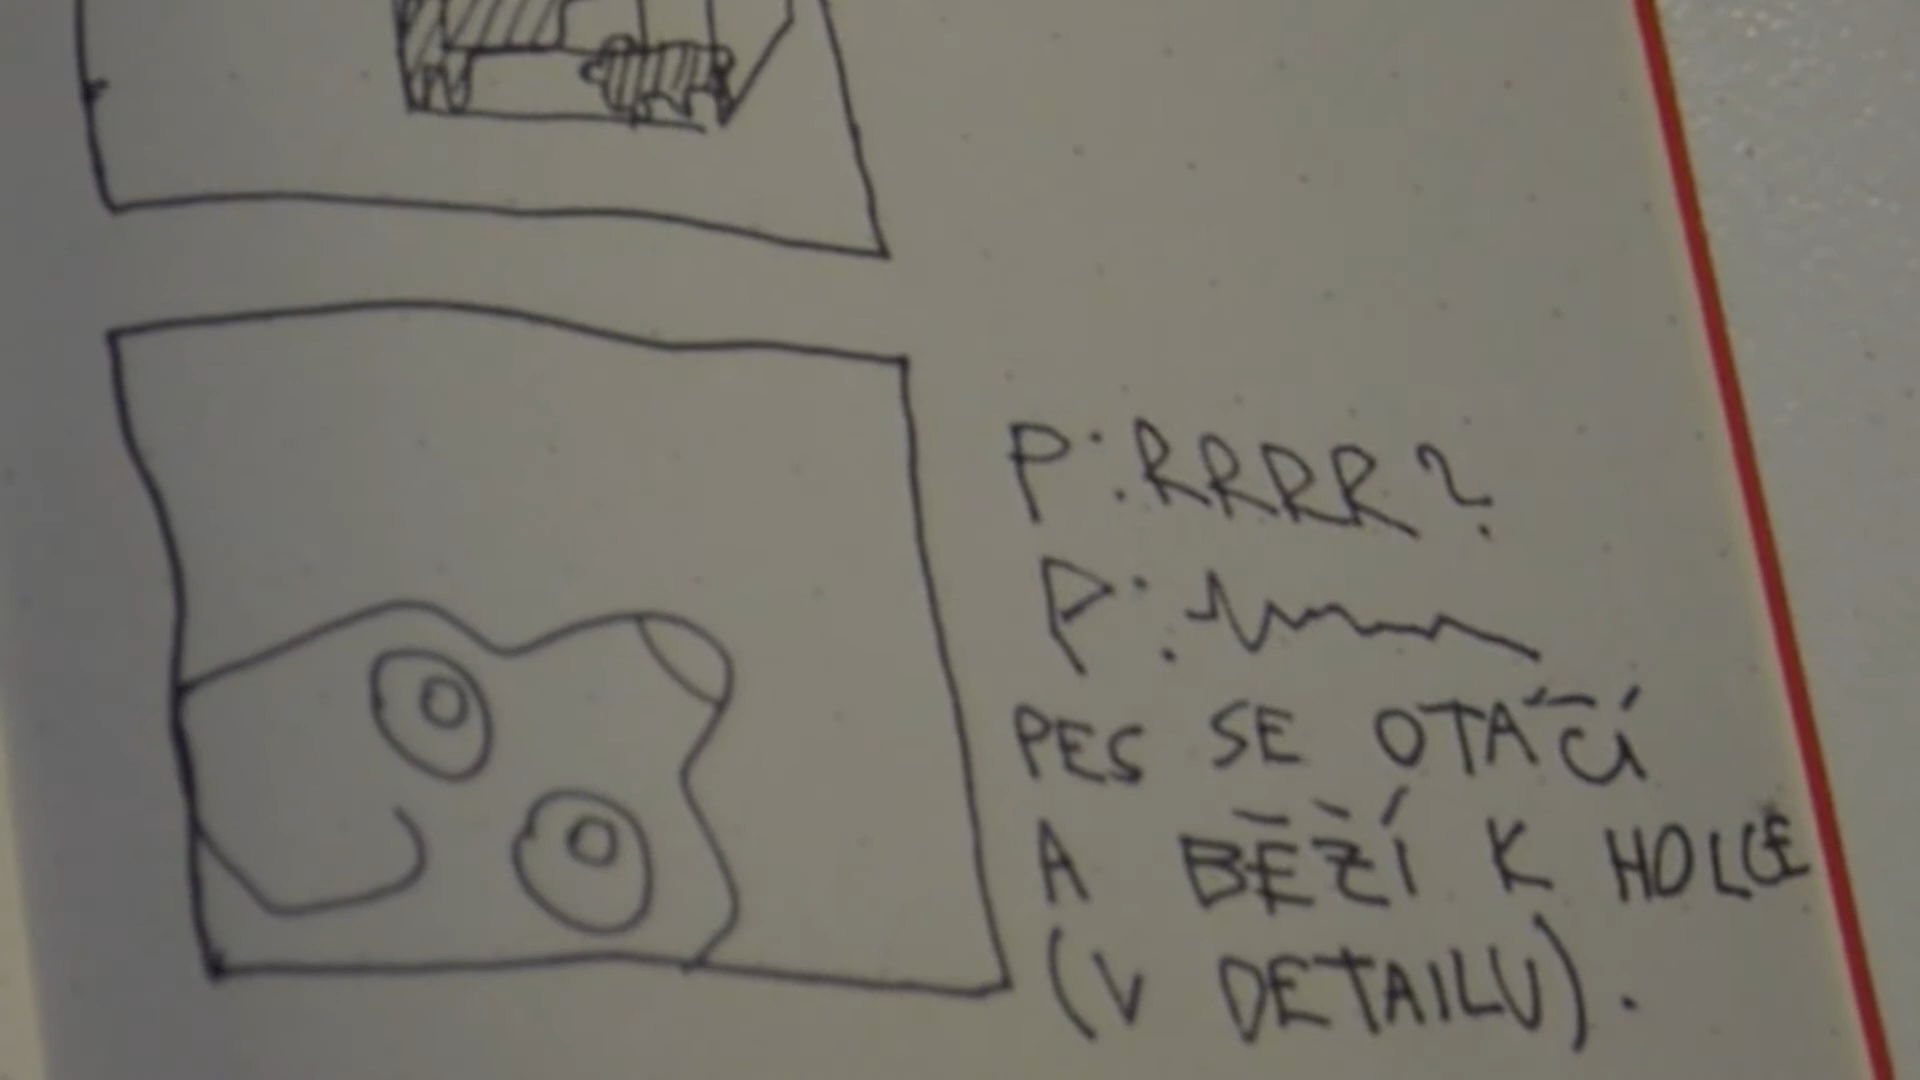 P: RRRR?
P:
PES SE OTÁČÍ
A BĚŽÍ K HOLCE
(V DETAILU).